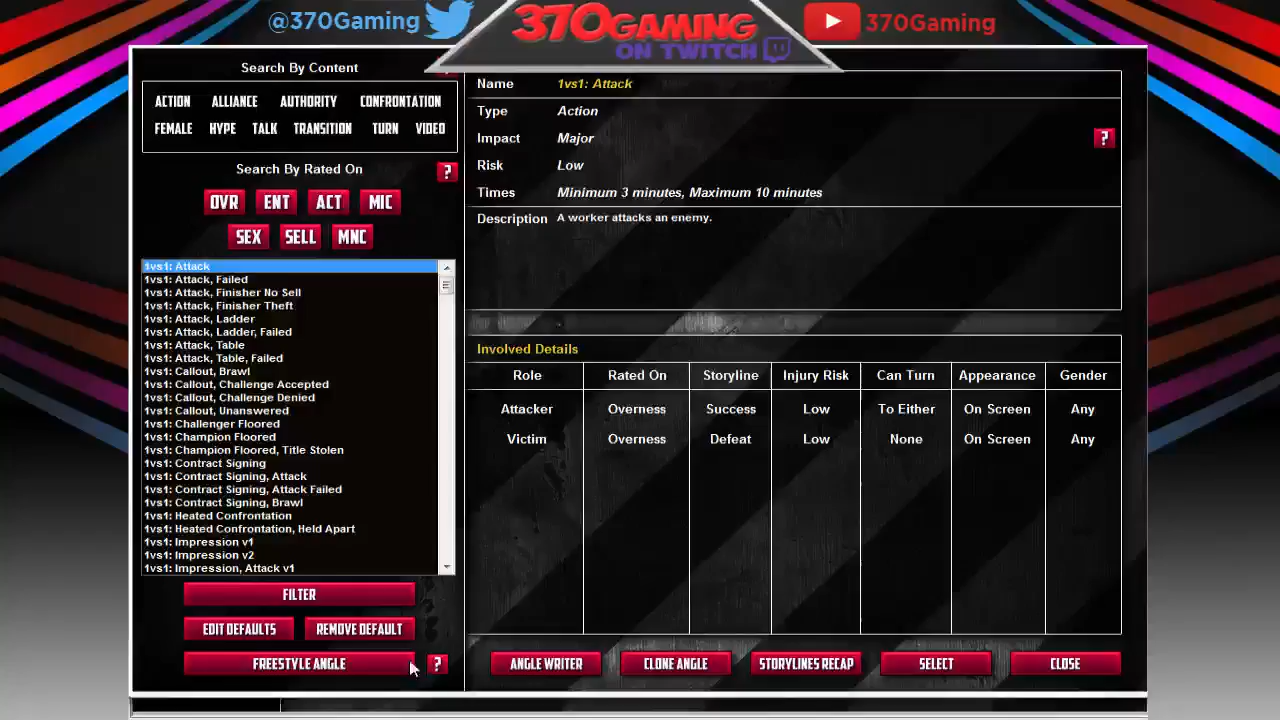 @370Gaming
370GAMING
ON TWITCH
370Gaming
Search By Content
ACTION ALLIANCE AUTHORITY CONFRONTATION
FEMALE HYPE TALK TRANSITION TURN VIDEO
Search By Rated On
?
OVR ENT ACT MIC
SEX SELL MNC
1vs1: Attack
1vs1: Attack, Failed
1vs1: Attack, Finisher No Sell
1vs1: Attack, Finisher Theft
1vs1: Attack, Ladder
1vs1: Attack, Ladder, Failed
1vs1: Attack, Table
1vs1: Attack, Table, Failed
1vs1: Callout, Brawl
1vs1: Callout, Challenge Accepted
1vs1: Callout, Challenge Denied
1vs1: Callout, Unanswered
1vs1: Challenger Floored
1vs1: Champion Floored
1vs1: Champion Floored, Title Stolen
1vs1: Contract Signing
1vs1: Contract Signing, Attack
1vs1: Contract Signing, Attack Failed
1vs1: Contract Signing, Brawl
1vs1: Heated Confrontation
1vs1: Heated Confrontation, Held Apart
1vs1: Impression v1
1vs1: Impression v2
1vs1: Impression, Attack v1
FILTER
EDIT DEFAULTS REMOVE DEFAULT
FREESTYLE ANGLE ?
Name 1vs1: Attack
Type Action
Impact Major
?
Risk Low
Times Minimum 3 minutes, Maximum 10 minutes
Description A worker attacks an enemy.
Involved Details
Role Rated On Storyline Injury Risk Can Turn Appearance Gender
Attacker Overness Success Low To Either On Screen Any
Victim Overness Defeat Low None On Screen Any
ANGLE WRITER CLONE ANGLE STORYLINES RECAP SELECT CLOSE